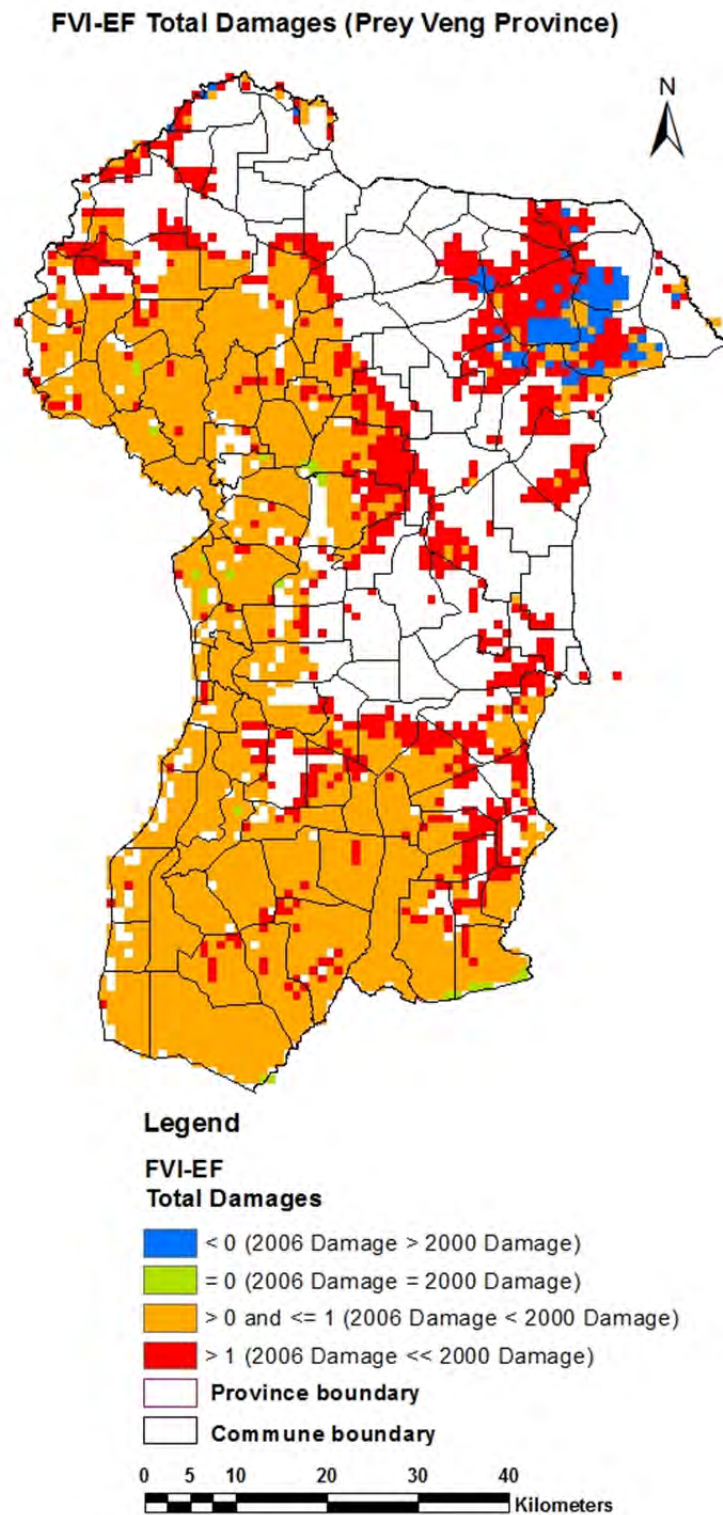 FVI-EF Total Damages (Prey Veng Province)
N
Legend
FVI-EF
Total Damages
< 0 (2006 Damage > 2000 Damage)
= 0 (2006 Damage = 2000 Damage)
> 0 and <= 1 (2006 Damage < 2000 Damage)
> 1 (2006 Damage << 2000 Damage)
Province boundary
Commune boundary
0 5 10 20 30 40
Kilometers